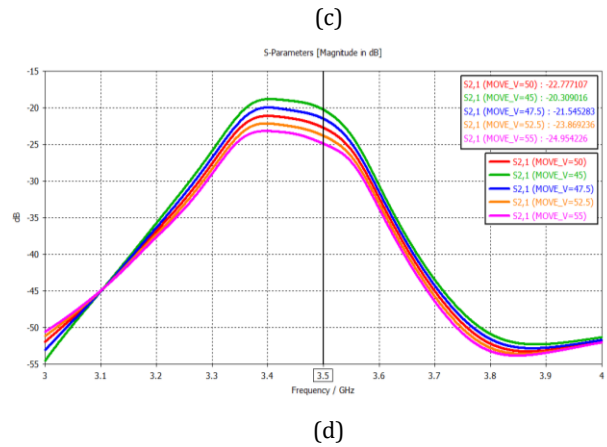 (c)
S-Parameters [Magnitude in dB]
-15
-20
-25
-30
-35
-40
-45
-50
-55
dB
S2,1 (MOVE_V=50) : -22.777107
S2,1 (MOVE_V=45) : -20.309016
S2,1 (MOVE_V=47.5) : -21.545283
S2,1 (MOVE_V=52.5) : -23.869236
S2,1 (MOVE_V=55) : -24.954226
S2,1 (MOVE_V=50)
S2,1 (MOVE_V=45)
S2,1 (MOVE_V=47.5)
S2,1 (MOVE_V=52.5)
S2,1 (MOVE_V=55)
3 3.1 3.2 3.3 3.4 3.5 3.6 3.7 3.8 3.9 4
Frequency / GHz
(d)